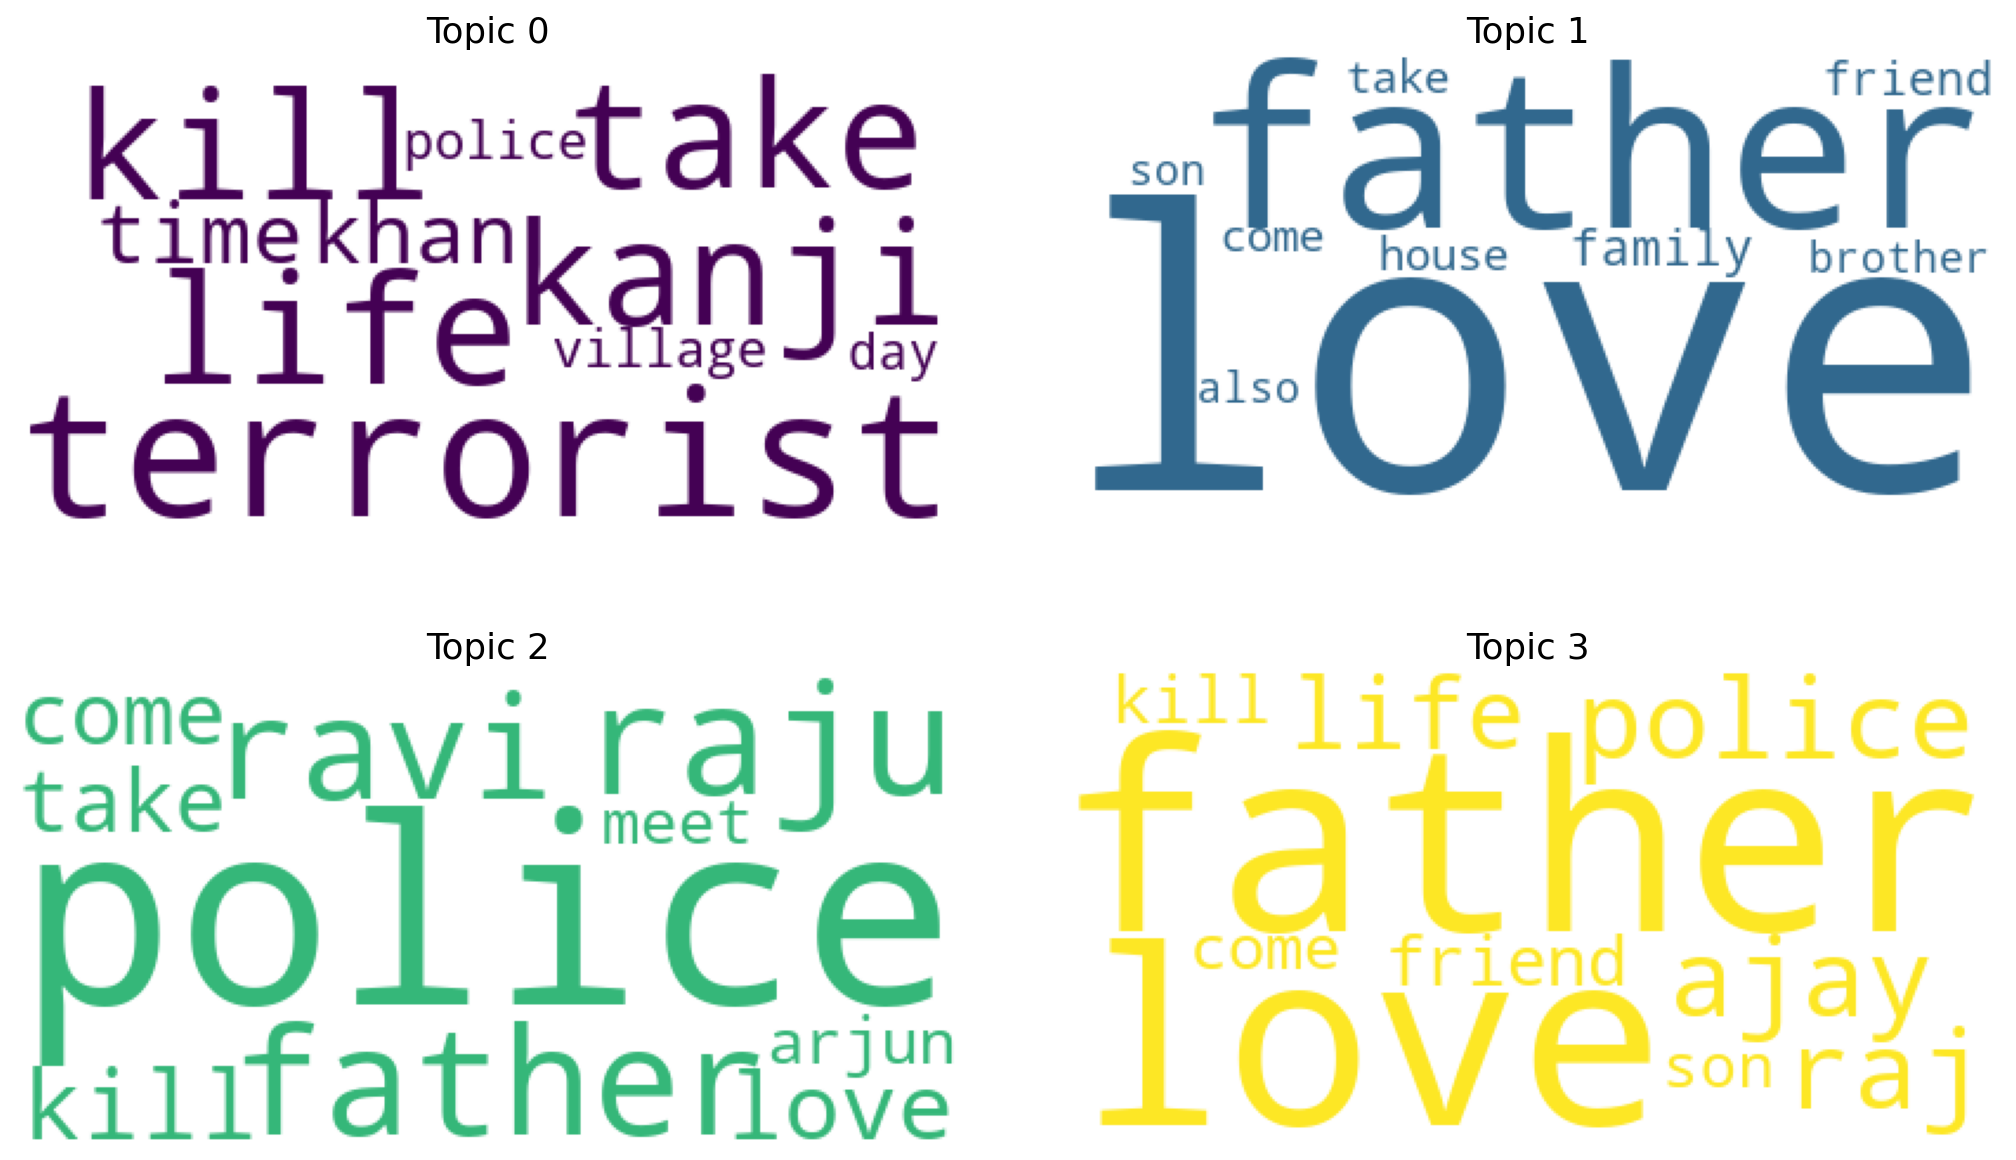 Topic 0
kill police take
time khan kanji
life village day
terrorist
Topic 1
take friend
father
son
come house family brother
love
also
Topic 2
come ravi raju
take meet
police
kill father arjun
love
Topic 3
kill life police
father
come friend ajay
love son raj